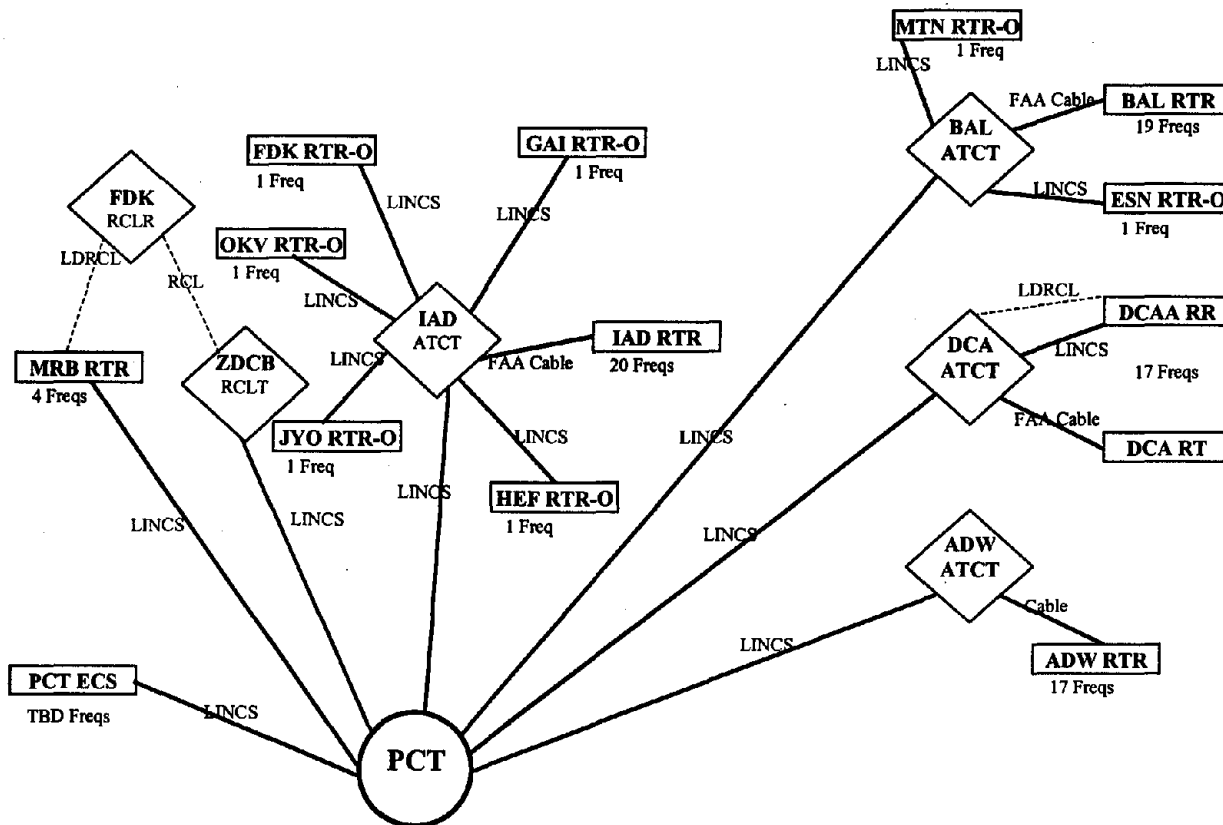 MTN RTR-O
1 Freq
LINCS
FAA Cable
BAL RTR
19 Freqs
BAL
ATCT
LINCS
ESN RTR-O
1 Freq
FDK RTR-O
1 Freq
GAI RTR-O
1 Freq
LINCS
LINCS
FDK
RCLR
LDRCL
RCL
OKV RTR-O
1 Freq
LINCS
IAD
ATCT
LINCS
FAA Cable
IAD RTR
20 Freqs
MRB RTR
4 Freqs
ZDCB
RCLT
JYO RTR-O
1 Freq
LINCS
HEF RTR-O
1 Freq
LINCS
LINCS
LINCS
LINCS
LDRCL
DCAA RR
LINCS
17 Freqs
DCA
ATCT
FAA Cable
DCA RT
LINCS
ADW
ATCT
Cable
ADW RTR
17 Freqs
LINCS
PCT ECS
TBD Freqs
LINCS
PCT